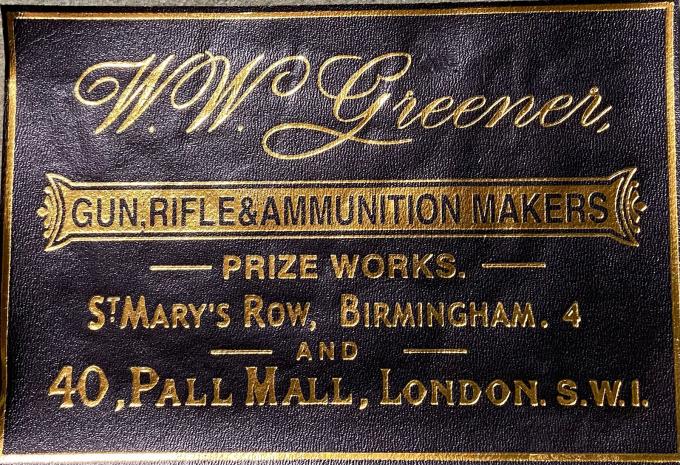 W.W. Greener,
GUN, RIFLE & AMMUNITION MAKERS
PRIZE WORKS.
ST MARY'S ROW, BIRMINGHAM. 4
AND
40, PALL MALL, LONDON. S.W.1.